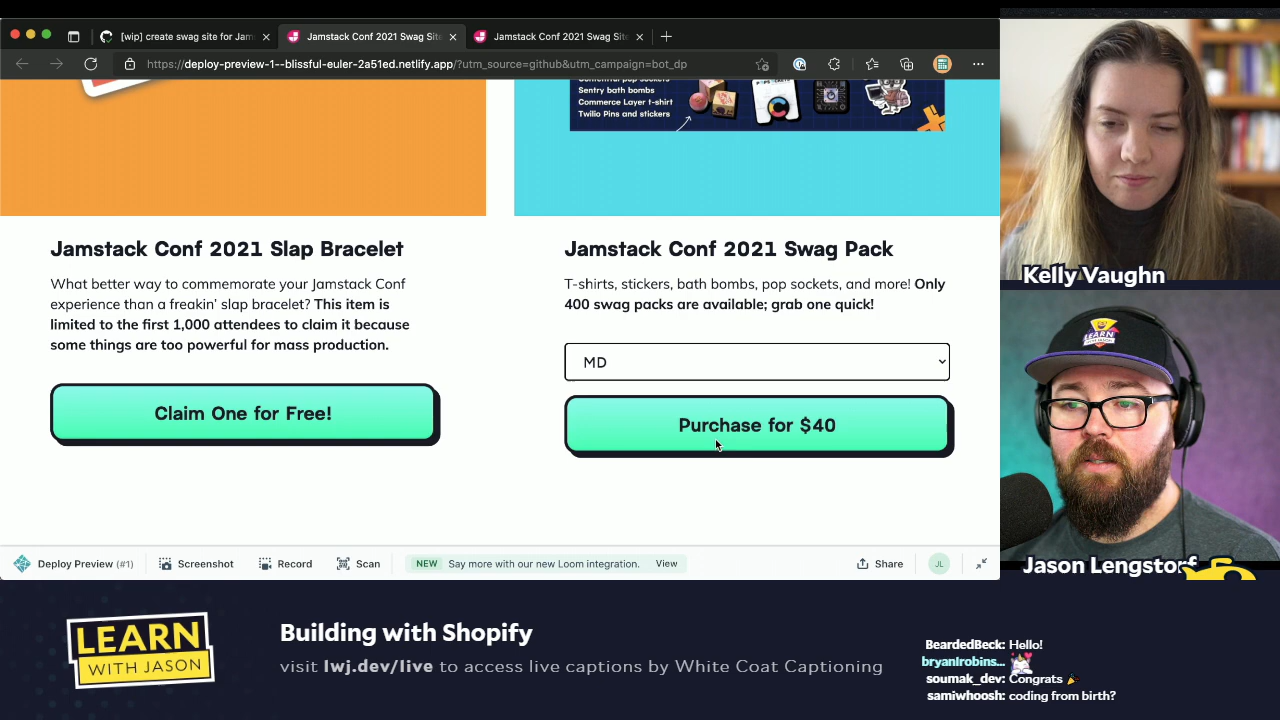 [wip] create swag site for Jam
Jamstack Conf 2021 Swag Sit
Jamstack Conf 2021 Swag Sit
https://deploy-preview-1--blissful-euler-2a51ed.netlify.app/?utm_source=github&utm_campaign=bot_dp
Contentful pop sockets
Sentry bath bombs
Commerce Layer t-shirt
Twilio Pins and stickers
Jamstack Conf 2021 Slap Bracelet
What better way to commemorate your Jamstack Conf
experience than a freakin' slap bracelet? This item is
limited to the first 1,000 attendees to claim it because
some things are too powerful for mass production.
Claim One for Free!
Jamstack Conf 2021 Swag Pack
T-shirts, stickers, bath bombs, pop sockets, and more! Only
400 swag packs are available; grab one quick!
MD
Purchase for $40
Deploy Preview (#1)
Screenshot
Record
Scan
NEW Say more with our new Loom integration. View
Share
JL
Kelly Vaughn
LEARN
WITH JASON
Jason Lengstorf
LEARN
WITH JASON
Building with Shopify
visit lwj.dev/live to access live captions by White Coat Captioning
BeardedBeck: Hello!
bryanlrobins...
soumak_dev: Congrats 🎉
samiwhoosh: coding from birth?